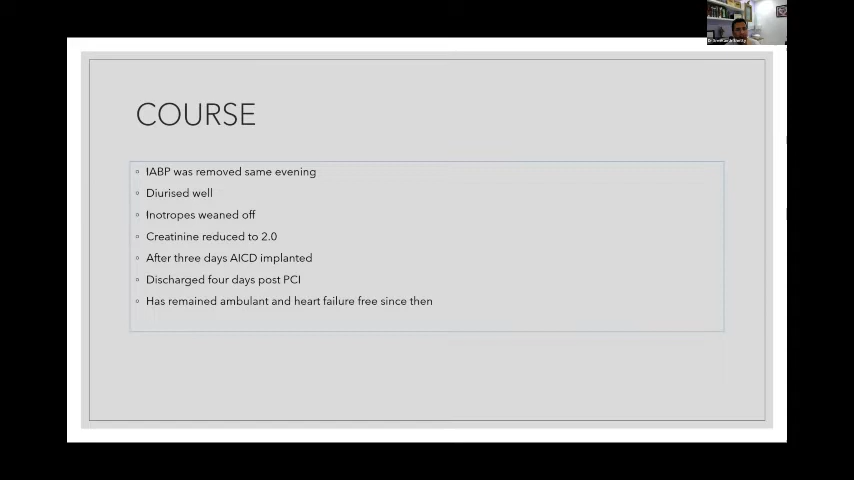 COURSE
IABP was removed same evening
Diurised well
Inotropes weaned off
Creatinine reduced to 2.0
After three days AICD implanted
Discharged four days post PCI
Has remained ambulant and heart failure free since then